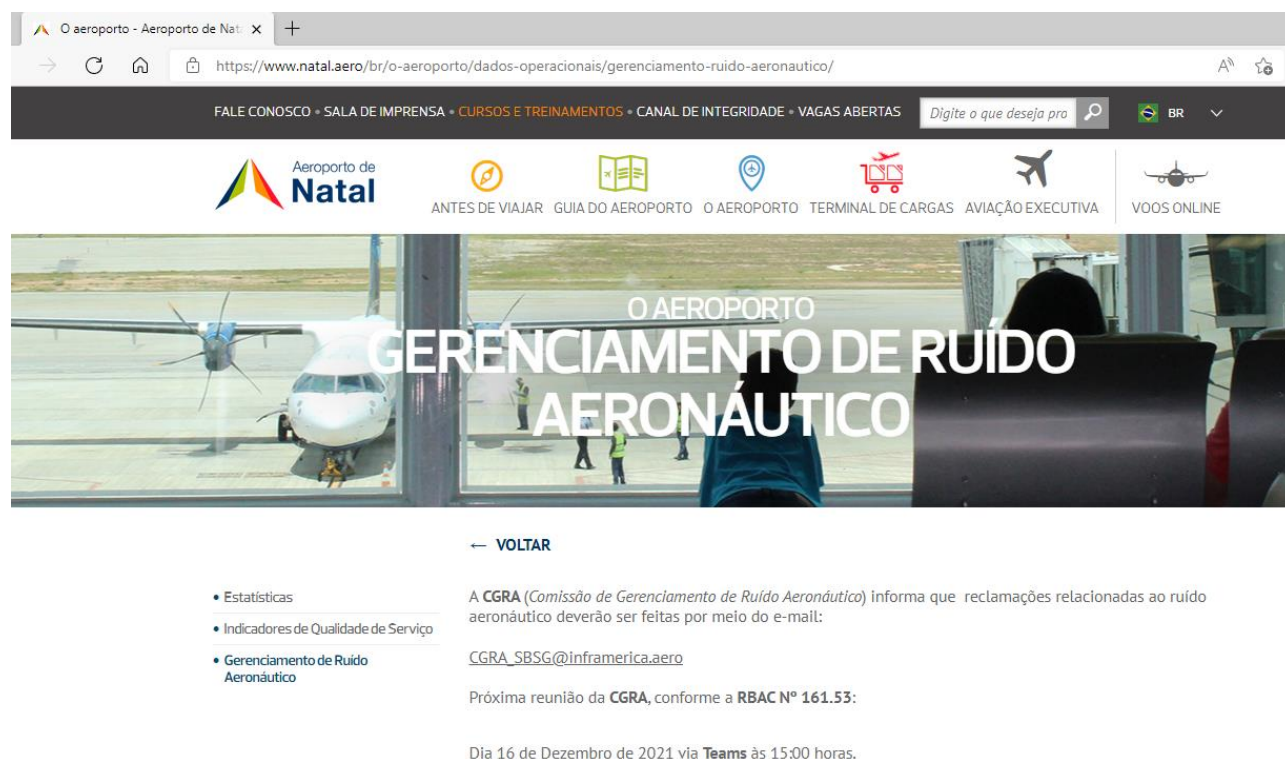 O aeroporto - Aeroporto de Nat
https://www.natal.aero/br/o-aeroporto/dados-operacionais/gerenciamento-ruido-aeronautico/
FALE CONOSCO • SALA DE IMPRENSA • CURSOS E TREINAMENTOS • CANAL DE INTEGRIDADE • VAGAS ABERTAS Digite o que deseja pro BR
Aeroporto de
Natal
ANTES DE VIAJAR GUIA DO AEROPORTO O AEROPORTO TERMINAL DE CARGAS AVIAÇÃO EXECUTIVA VOOS ONLINE
O AEROPORTO
GERENCIAMENTO DE RUÍDO
AERONÁUTICO
← VOLTAR
• Estatísticas
• Indicadores de Qualidade de Serviço
• Gerenciamento de Ruído
Aeronáutico
A CGRA (Comissão de Gerenciamento de Ruído Aeronáutico) informa que reclamações relacionadas ao ruído
aeronáutico deverão ser feitas por meio do e-mail:
CGRA_SBSG@inframerica.aero
Próxima reunião da CGRA, conforme a RBAC Nº 161.53:
Dia 16 de Dezembro de 2021 via Teams às 15:00 horas.